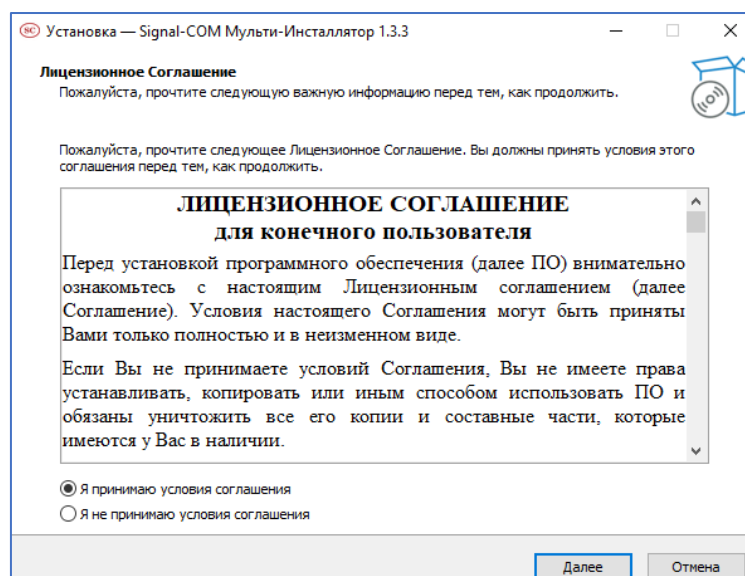 SC Установка — Signal-COM Мульти-Инсталлятор 1.3.3
Лицензионное Соглашение
Пожалуйста, прочтите следующую важную информацию перед тем, как продолжить.
Пожалуйста, прочтите следующее Лицензионное Соглашение. Вы должны принять условия этого
соглашения перед тем, как продолжить.
ЛИЦЕНЗИОННОЕ СОГЛАШЕНИЕ
для конечного пользователя
Перед установкой программного обеспечения (далее ПО) внимательно
ознакомьтесь с настоящим Лицензионным соглашением (далее
Соглашение). Условия настоящего Соглашения могут быть приняты
Вами только полностью и в неизменном виде.
Если Вы не принимаете условий Соглашения, Вы не имеете права
устанавливать, копировать или иным способом использовать ПО и
обязаны уничтожить все его копии и составные части, которые
имеются у Вас в наличии.
Я принимаю условия соглашения
Я не принимаю условия соглашения
Далее
Отмена